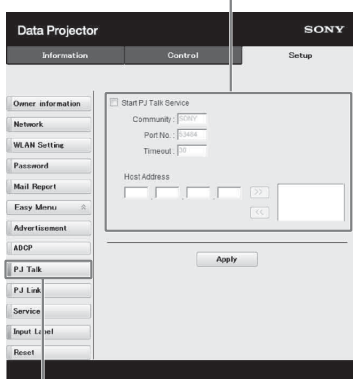 Data Projector
SONY
Information
Control
Setup
Owner information
Network
WLAN Setting
Password
Mail Report
Easy Menu
Advertisement
ADCP
PJ Talk
PJ Link
Service
Input Label
Reset
Start PJ Talk Service
Community : SONY
Port No. : 53484
Timeout : 30
Host Address
. . .
>>
<<
Apply